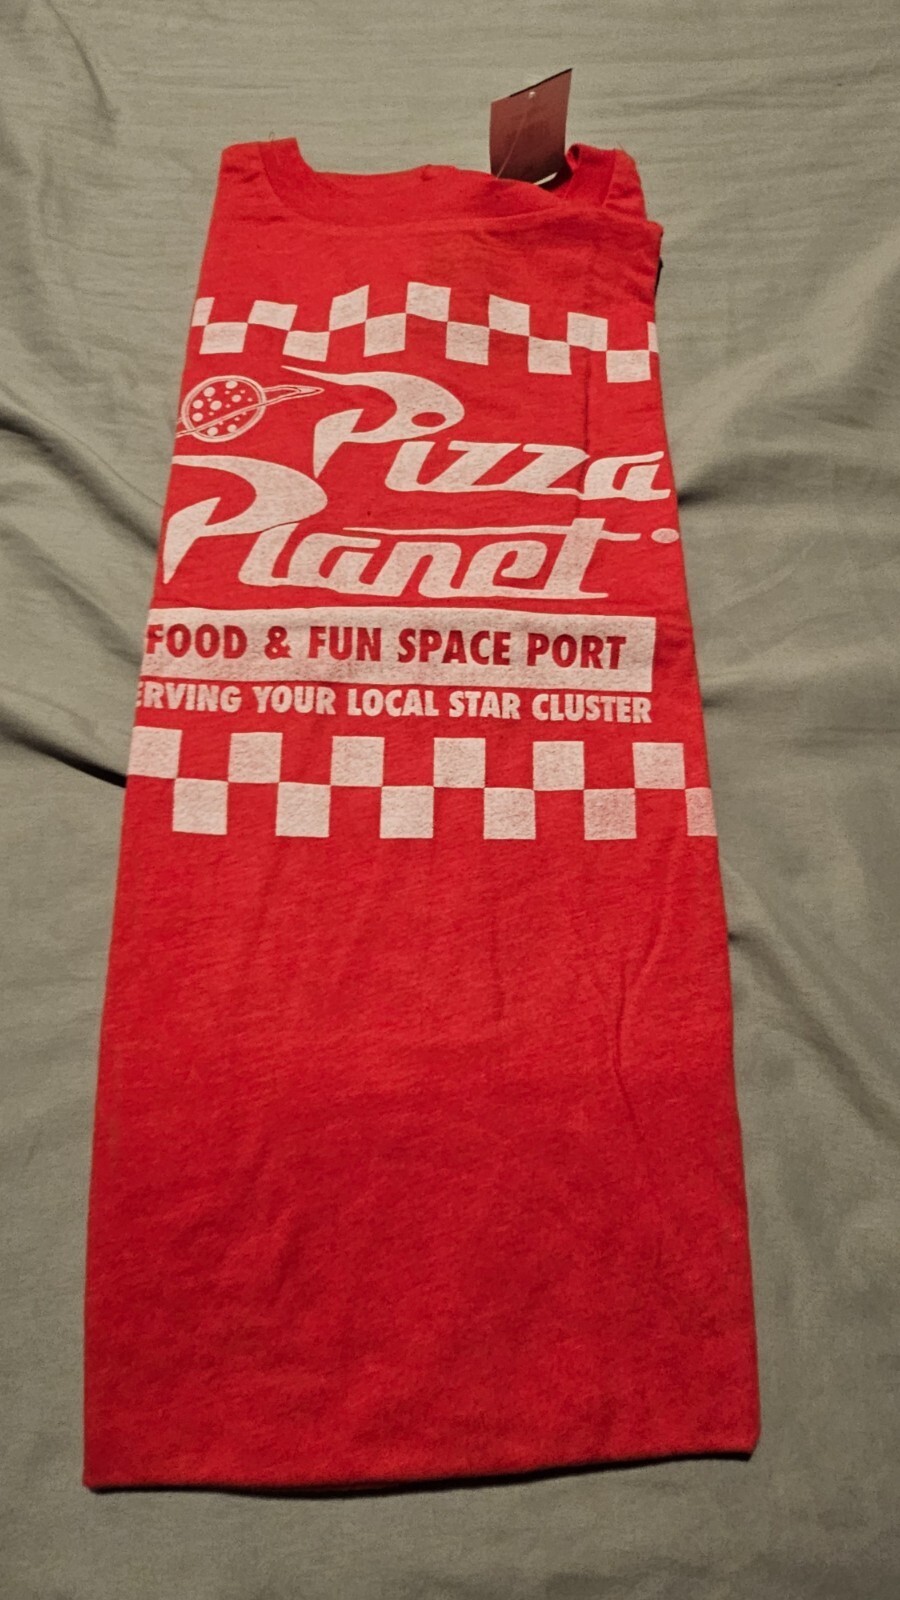 Pizza
Planet
FOOD & FUN SPACE PORT
ERVING YOUR LOCAL STAR CLUSTER